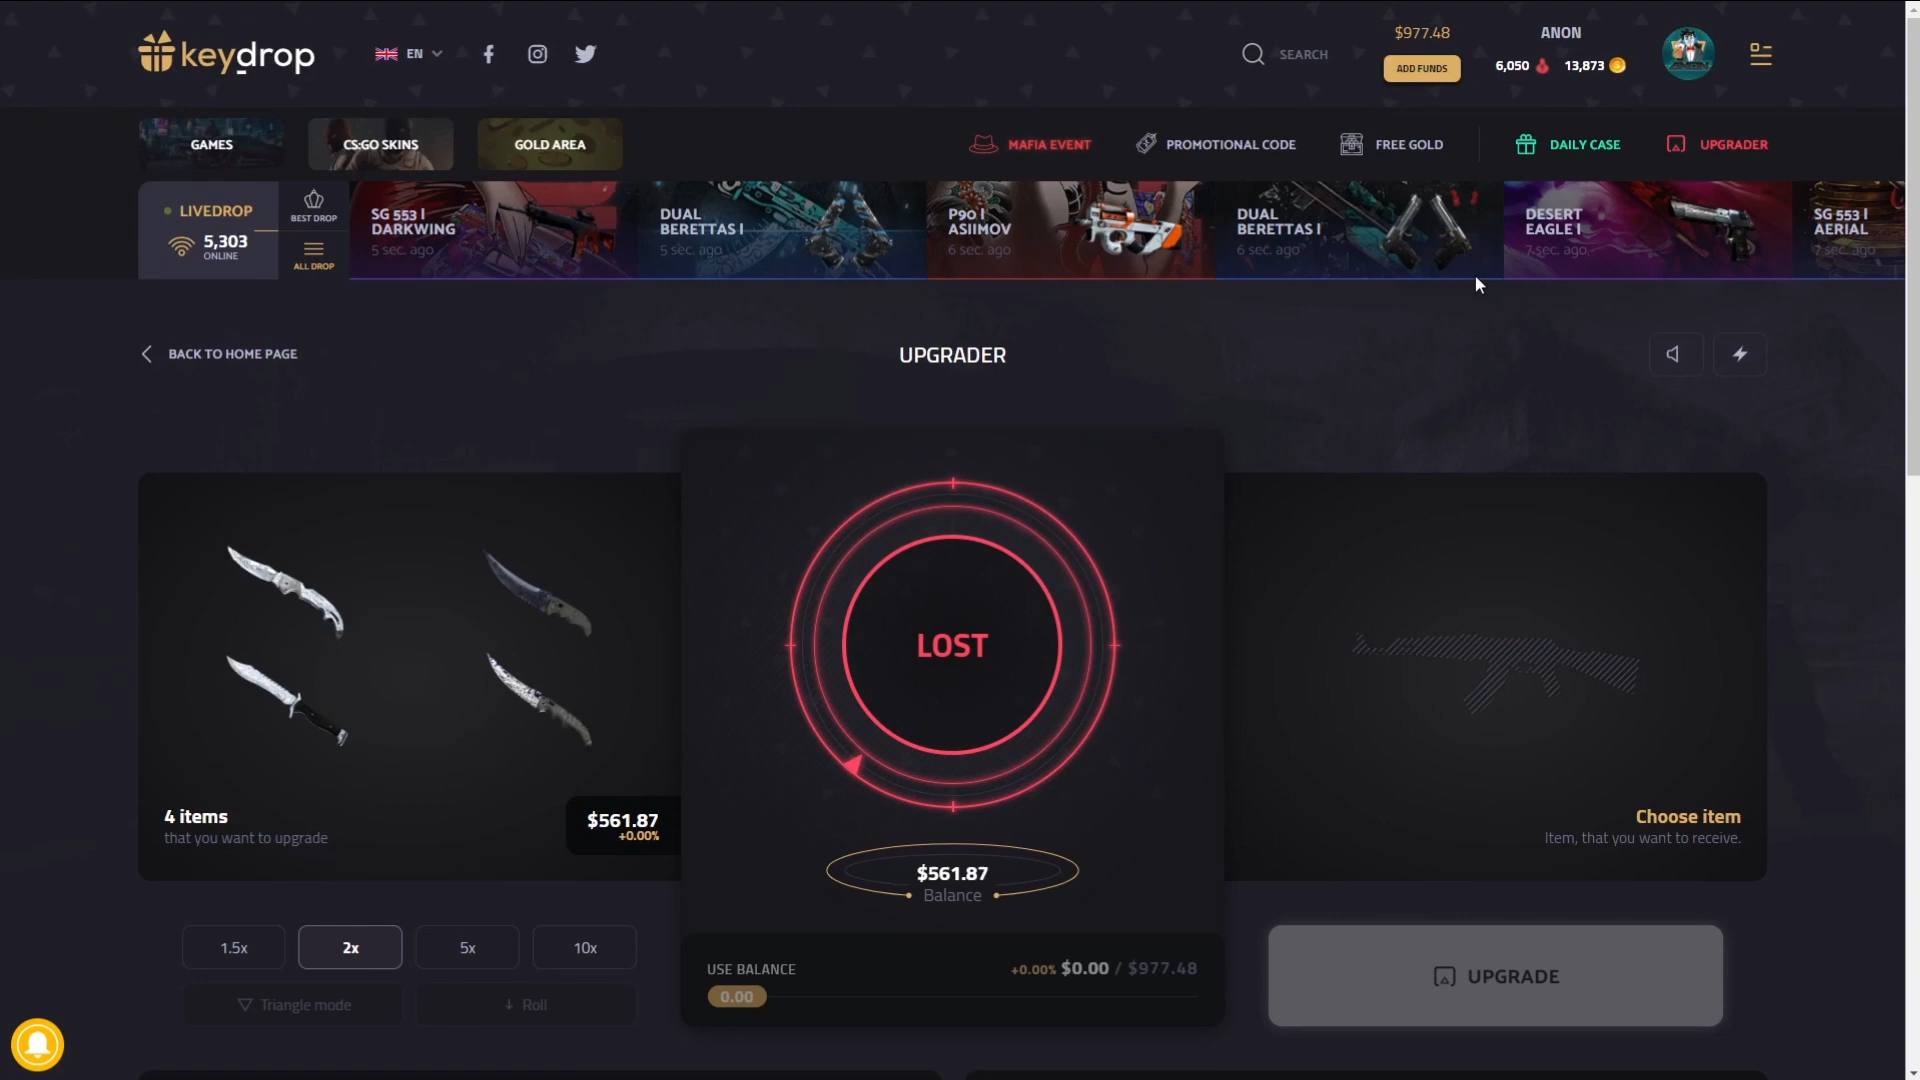 keydrop
EN
SEARCH
$977.48
ADD FUNDS
ANON
6,050
13,873
GAMES
CS:GO SKINS
GOLD AREA
MAFIA EVENT
PROMOTIONAL CODE
FREE GOLD
DAILY CASE
UPGRADER
LIVEDROP
5,303
ONLINE
BEST DROP
ALL DROP
SG 553 |
DARKWING
5 sec. ago
DUAL
BERETTAS |
5 sec. ago
P90 |
ASIIMOV
6 sec. ago
DUAL
BERETTAS |
6 sec. ago
DESERT
EAGLE |
7 sec. ago
SG 553 |
AERIAL
7 sec. ago
BACK TO HOME PAGE
UPGRADER
LOST
4 items
that you want to upgrade
$561.87
+0.00%
$561.87
Balance
Choose item
Item, that you want to receive.
1.5x
2x
5x
10x
Triangle mode
Roll
USE BALANCE
+0.00% $0.00 / $977.48
0.00
UPGRADE